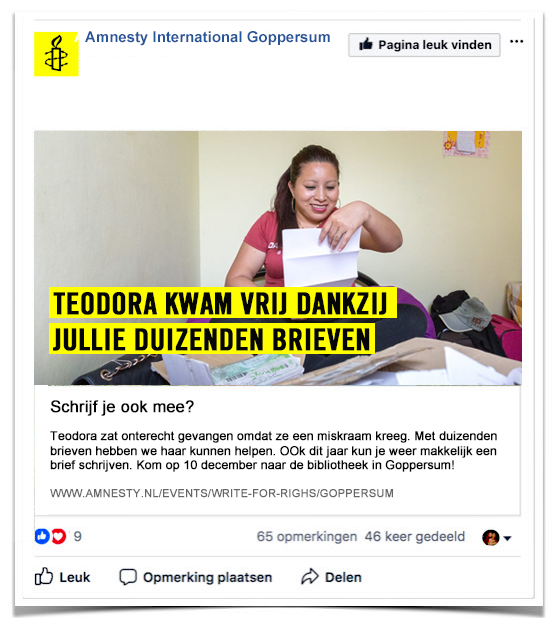 Amnesty International Goppersum
Pagina leuk vinden
TEODORA KWAM VRIJ DANKZIJ
JULLIE DUIZENDEN BRIEVEN
Schrijf je ook mee?
Teodora zat onterecht gevangen omdat ze een miskraam kreeg. Met duizenden
brieven hebben we haar kunnen helpen. OOk dit jaar kun je weer makkelijk een
brief schrijven. Kom op 10 december naar de bibliotheek in Goppersum!
WWW.AMNESTY.NL/EVENTS/WRITE-FOR-RIGHS/GOPPERSUM
9
65 opmerkingen 46 keer gedeeld
Leuk
Opmerking plaatsen
Delen